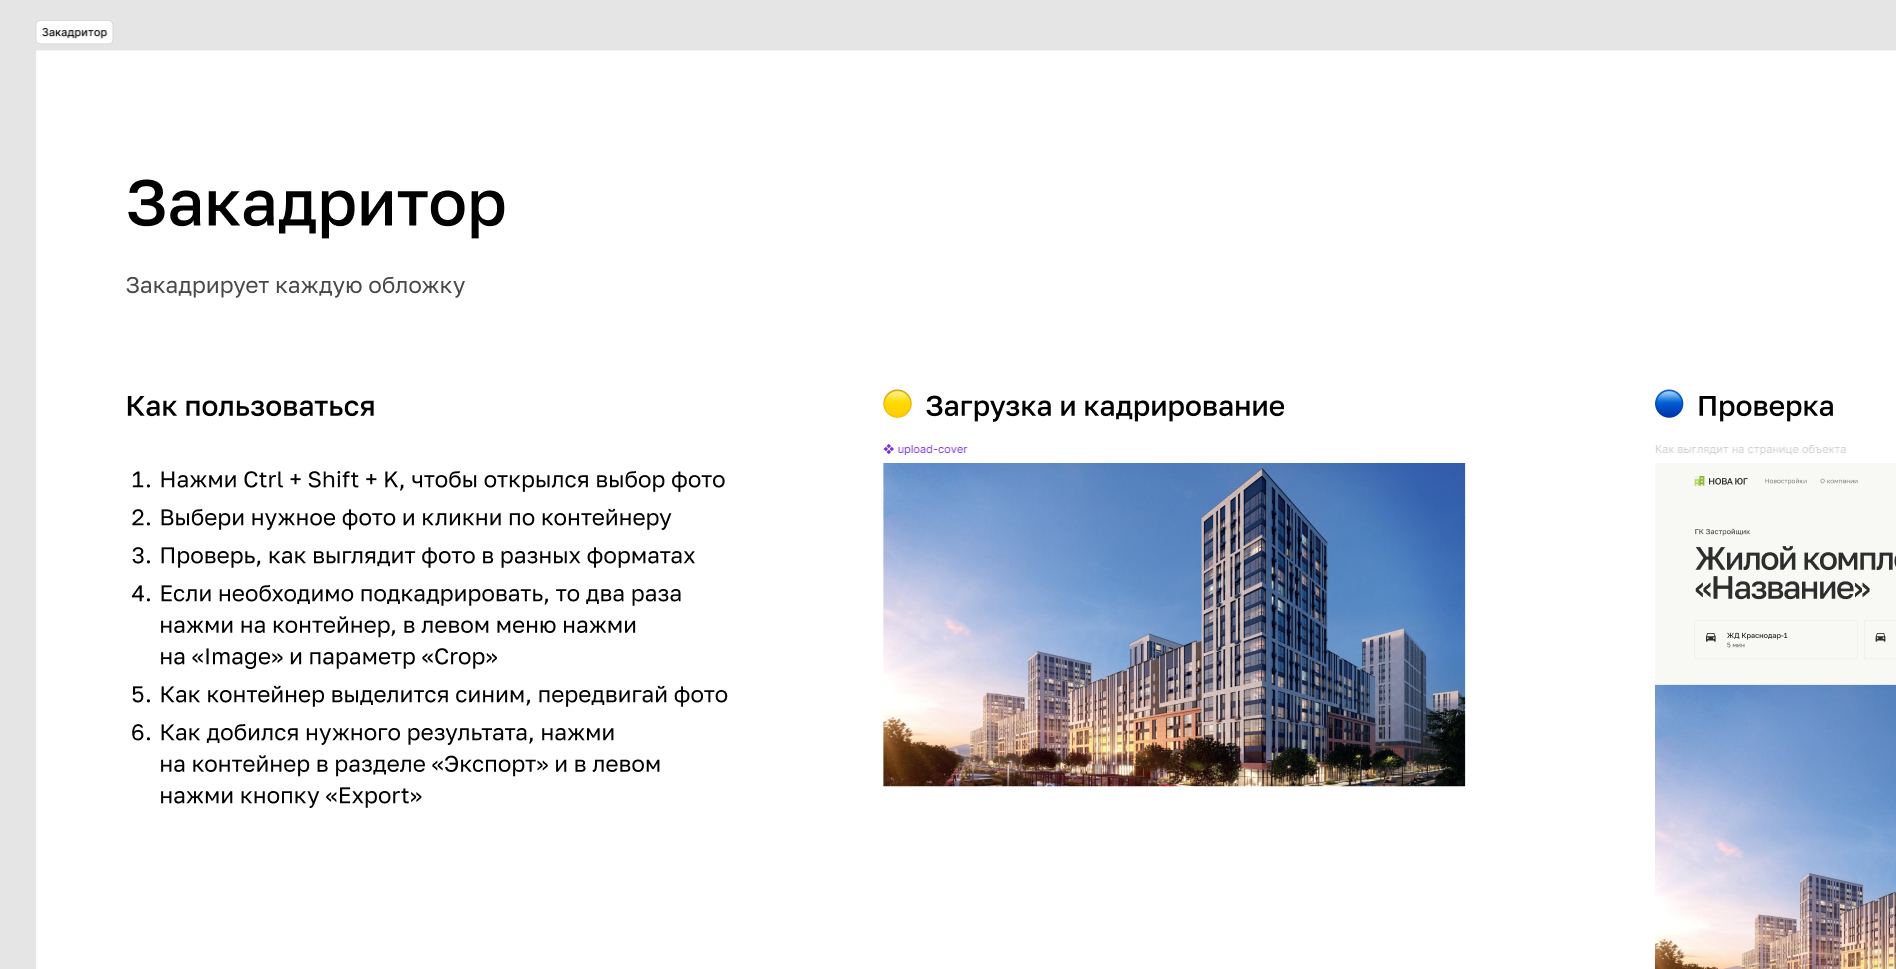 Закадритор
Закадритор
Закадрирует каждую обложку
Как пользоваться
1. Нажми Ctrl + Shift + K, чтобы открылся выбор фото
2. Выбери нужное фото и кликни по контейнеру
3. Проверь, как выглядит фото в разных форматах
4. Если необходимо подкадрировать, то два раза
нажми на контейнер, в левом меню нажми
на «Image» и параметр «Crop»
5. Как контейнер выделится синим, передвигай фото
6. Как добился нужного результата, нажми
на контейнер в разделе «Экспорт» и в левом
нажми кнопку «Export»
Загрузка и кадрирование
upload-cover
Проверка
Как выглядит на странице объекта
НОВА ЮГ Новостройки О компании
ГК Застройщик
Жилой компл
«Название»
ЖД Краснодар-1
5 мин